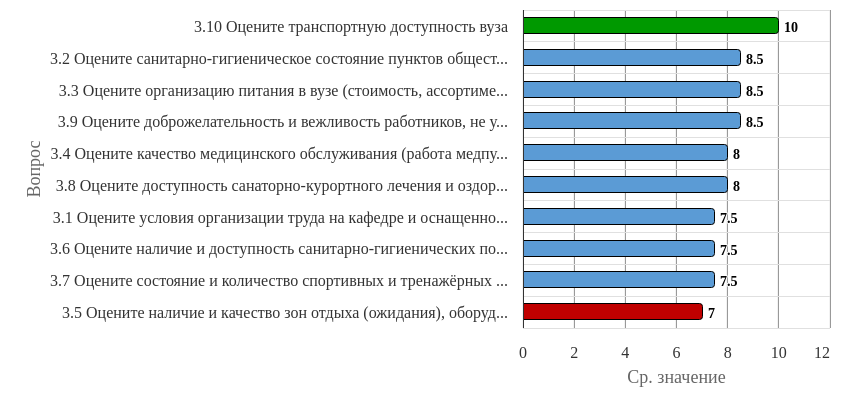 3.10 Оцените транспортную доступность вуза
10
3.2 Оцените санитарно-гигиеническое состояние пунктов общест...
8.5
3.3 Оцените организацию питания в вузе (стоимость, ассортиме...
8.5
3.9 Оцените доброжелательность и вежливость работников, не у...
8.5
3.4 Оцените качество медицинского обслуживания (работа медпу...
8
3.8 Оцените доступность санаторно-курортного лечения и оздор...
8
3.1 Оцените условия организации труда на кафедре и оснащенно...
7.5
3.6 Оцените наличие и доступность санитарно-гигиенических по...
7.5
3.7 Оцените состояние и количество спортивных и тренажёрных ...
7.5
3.5 Оцените наличие и качество зон отдыха (ожидания), оборуд...
7
Вопрос
0 2 4 6 8 10 12
Ср. значение